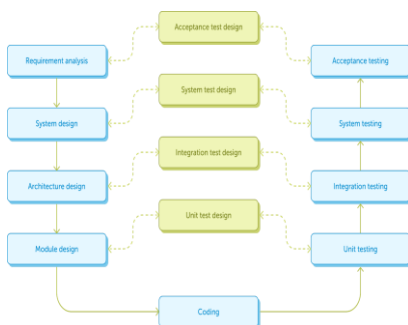 Acceptance test design
Requirement analysis
Acceptance testing
System test design
System design
System testing
Integration test design
Architecture design
Integration testing
Unit test design
Module design
Unit testing
Coding